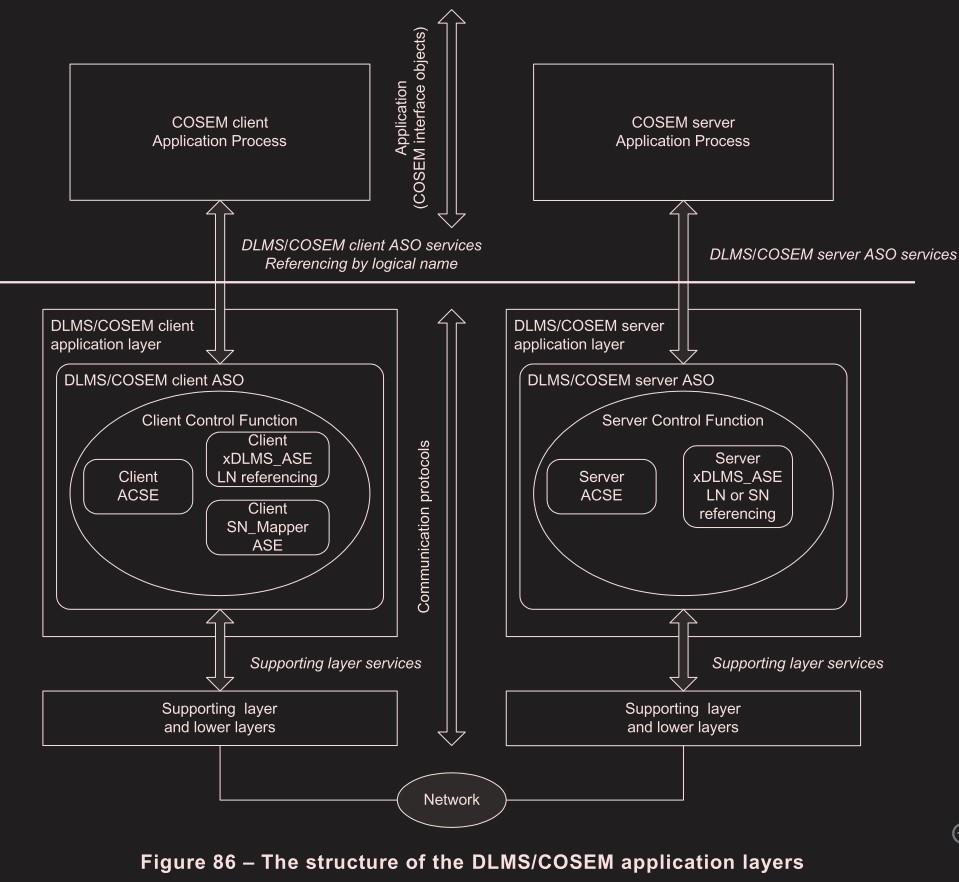 COSEM client
Application Process
Application
(COSEM interface objects)
COSEM server
Application Process
DLMS/COSEM client ASO services
Referencing by logical name
DLMS/COSEM server ASO services
DLMS/COSEM client
application layer
DLMS/COSEM client ASO
Client Control Function
Client
ACSE
Client
xDLMS_ASE
LN referencing
Client
SN_Mapper
ASE
Communication protocols
DLMS/COSEM server
application layer
DLMS/COSEM server ASO
Server Control Function
Server
ACSE
Server
xDLMS_ASE
LN or SN
referencing
Supporting layer services
Supporting layer services
Supporting layer
and lower layers
Supporting layer
and lower layers
Network
Figure 86 – The structure of the DLMS/COSEM application layers